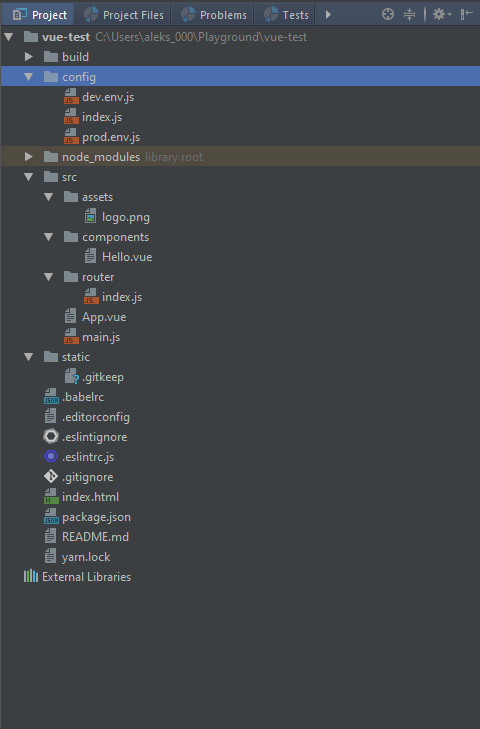 Project Project Files Problems Tests
vue-test C:\Users\aleks_000\Playground\vue-test
build
config
dev.env.js
index.js
prod.env.js
node_modules library root
src
assets
logo.png
components
Hello.vue
router
index.js
App.vue
main.js
static
.gitkeep
.babelrc
.editorconfig
.eslintignore
.eslintrc.js
.gitignore
index.html
package.json
README.md
yarn.lock
External Libraries